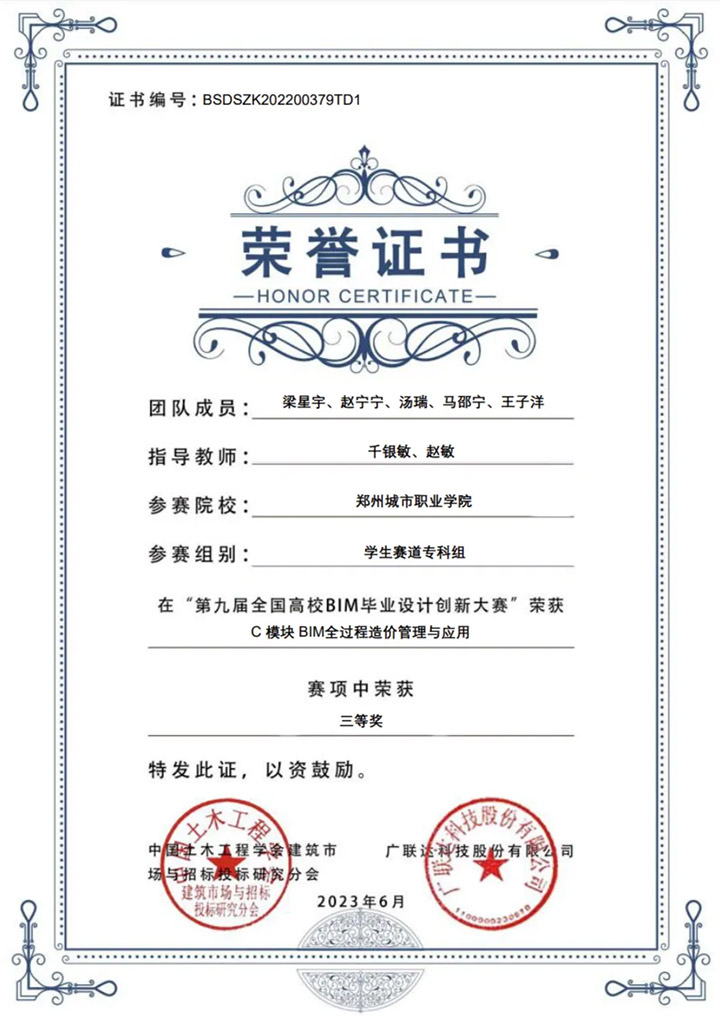 证书编号：BSDSZK202200379TD1
荣誉证书
—HONOR CERTIFICATE—
团队成员：梁星宇、赵宁宁、汤瑞、马邵宁、王子洋
指导教师：千银敏、赵敏
参赛院校：郑州城市职业学院
参赛组别：学生赛道专科组
在“第九届全国高校BIM毕业设计创新大赛”荣获
C 模块 BIM全过程造价管理与应用
赛项中荣获
三等奖
特发此证，以资鼓励。
中国土木工程学会建筑市
场与招标投标研究分会
广联达科技股份有限公司
2023年6月
中国土木工程学会
建筑市场与招标
投标研究分会
广联达科技股份有限公司